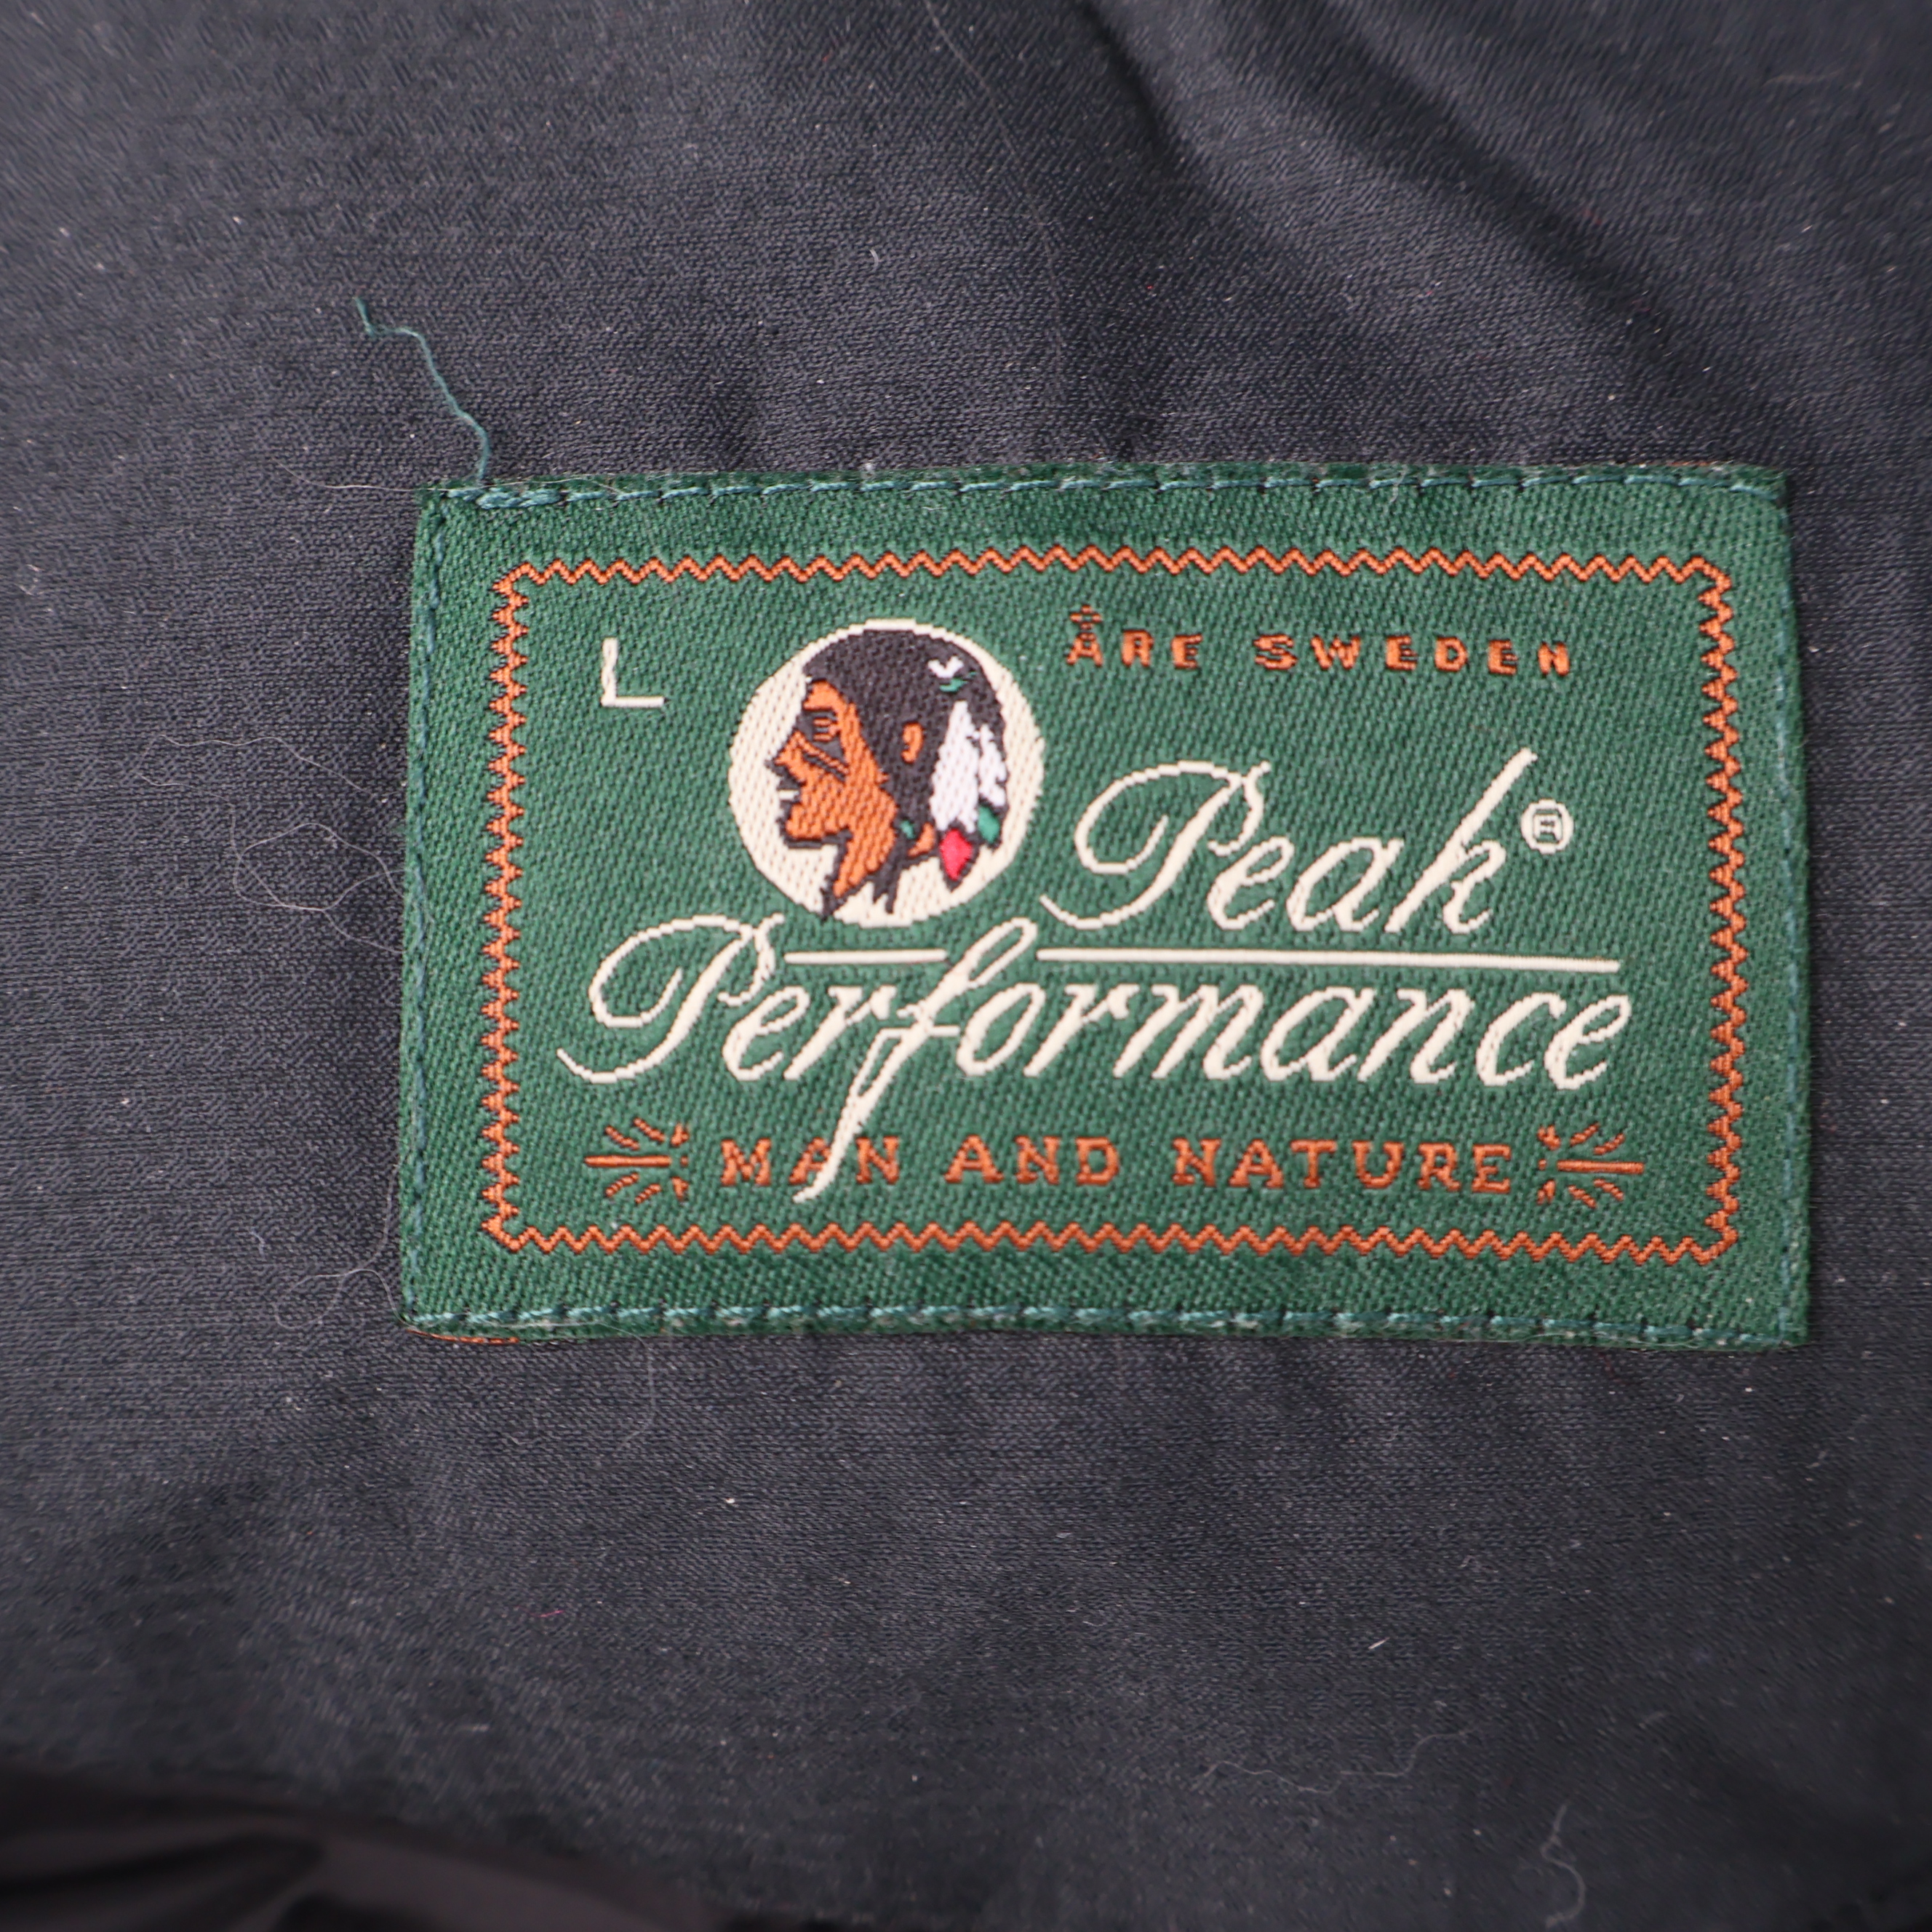 L
ÅRE SWEDEN
Peak®
Performance
MAN AND NATURE